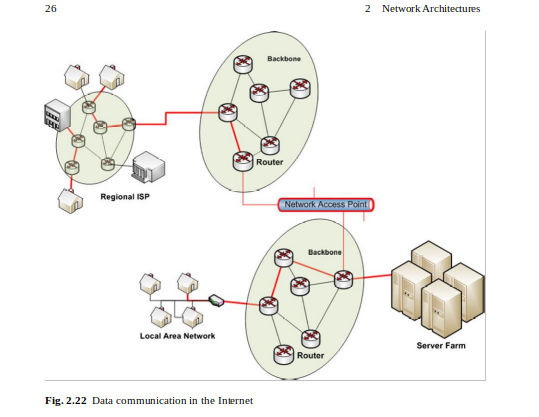 26
2 Network Architectures
Backbone
Router
Regional ISP
Network Access Point
Backbone
Local Area Network
Router
Server Farm
Fig. 2.22 Data communication in the Internet